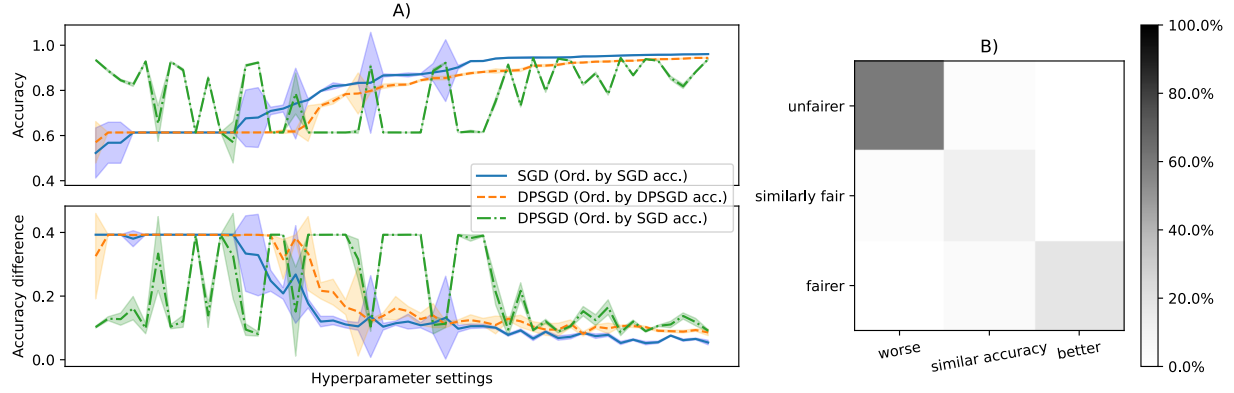 A)
1.0
0.8
0.6
0.4
Accuracy
SGD (Ord. by SGD acc.)
DPSGD (Ord. by DPSGD acc.)
DPSGD (Ord. by SGD acc.)
0.4
0.2
0.0
Accuracy difference
Hyperparameter settings
B)
unfairer
similarly fair
fairer
worse
similar accuracy
better
100.0%
80.0%
60.0%
40.0%
20.0%
0.0%